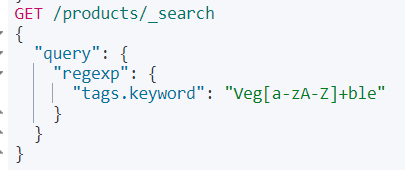 GET /products/_search
{
  "query": {
    "regexp": {
      "tags.keyword": "Veg[a-zA-Z]+ble"
    }
  }
}